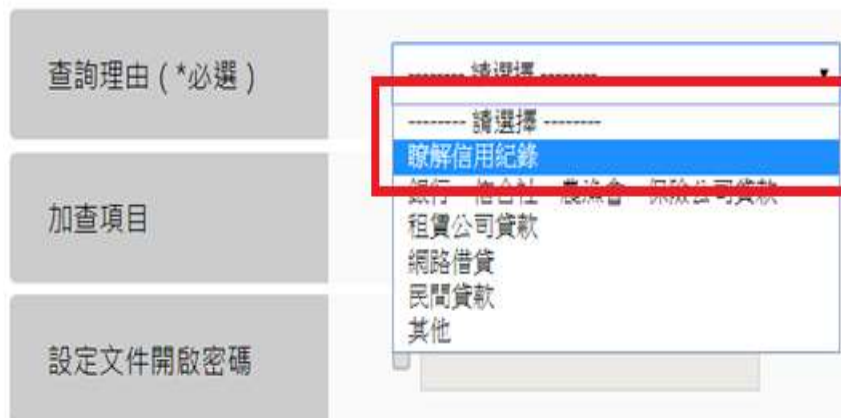 查詢理由 ( *必選 )
-------- 請選擇 --------
-------- 請選擇 --------
瞭解信用紀錄
銀行、信合社、農漁會、保險公司貸款
租賃公司貸款
加查項目
網路借貸
民間貸款
其他
設定文件開啟密碼